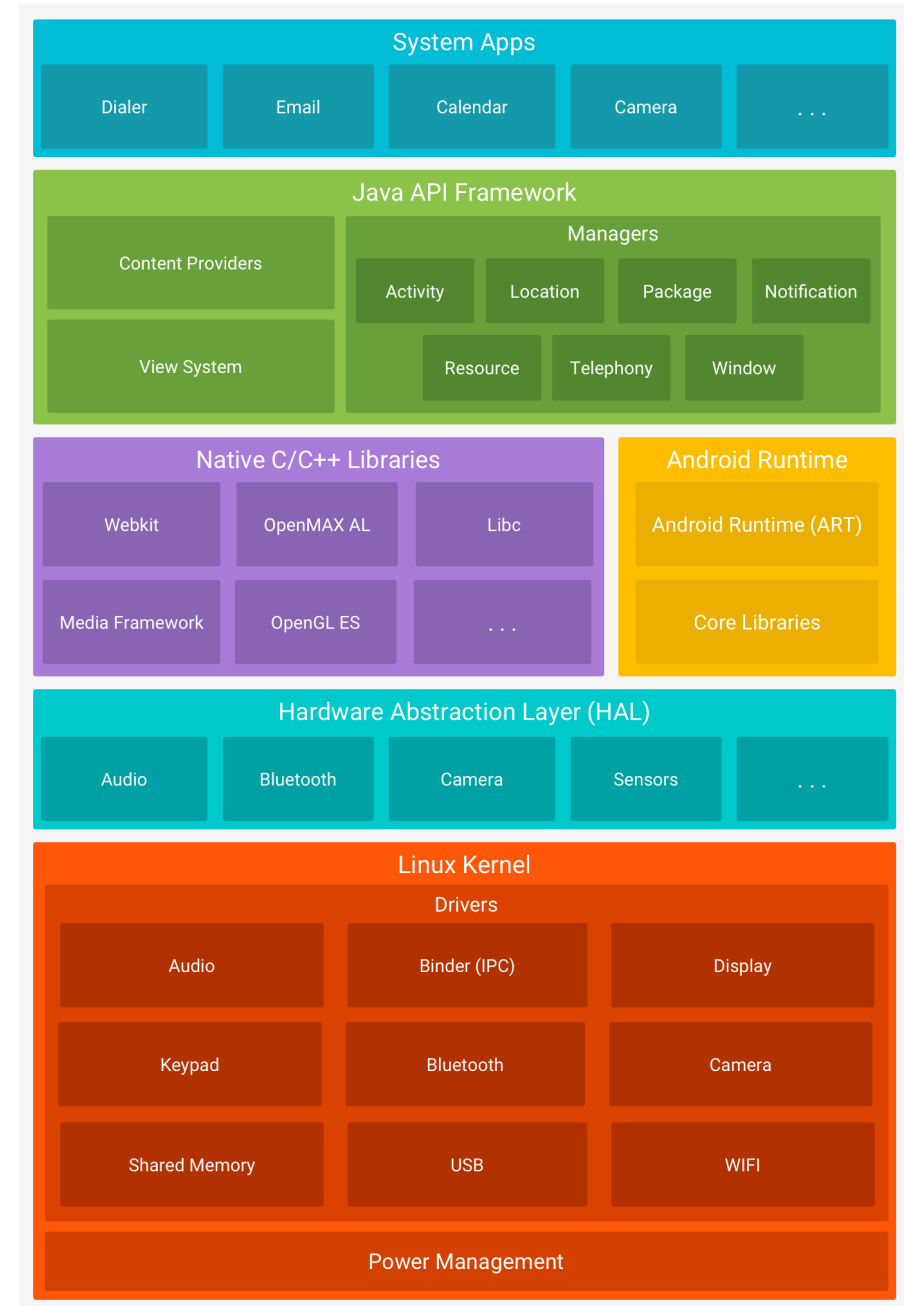 System Apps
Dialer
Email
Calendar
Camera
. . .
Java API Framework
Content Providers
View System
Managers
Activity
Location
Package
Notification
Resource
Telephony
Window
Native C/C++ Libraries
Webkit
OpenMAX AL
Libc
Media Framework
OpenGL ES
. . .
Android Runtime
Android Runtime (ART)
Core Libraries
Hardware Abstraction Layer (HAL)
Audio
Bluetooth
Camera
Sensors
. . .
Linux Kernel
Drivers
Audio
Binder (IPC)
Display
Keypad
Bluetooth
Camera
Shared Memory
USB
WIFI
Power Management